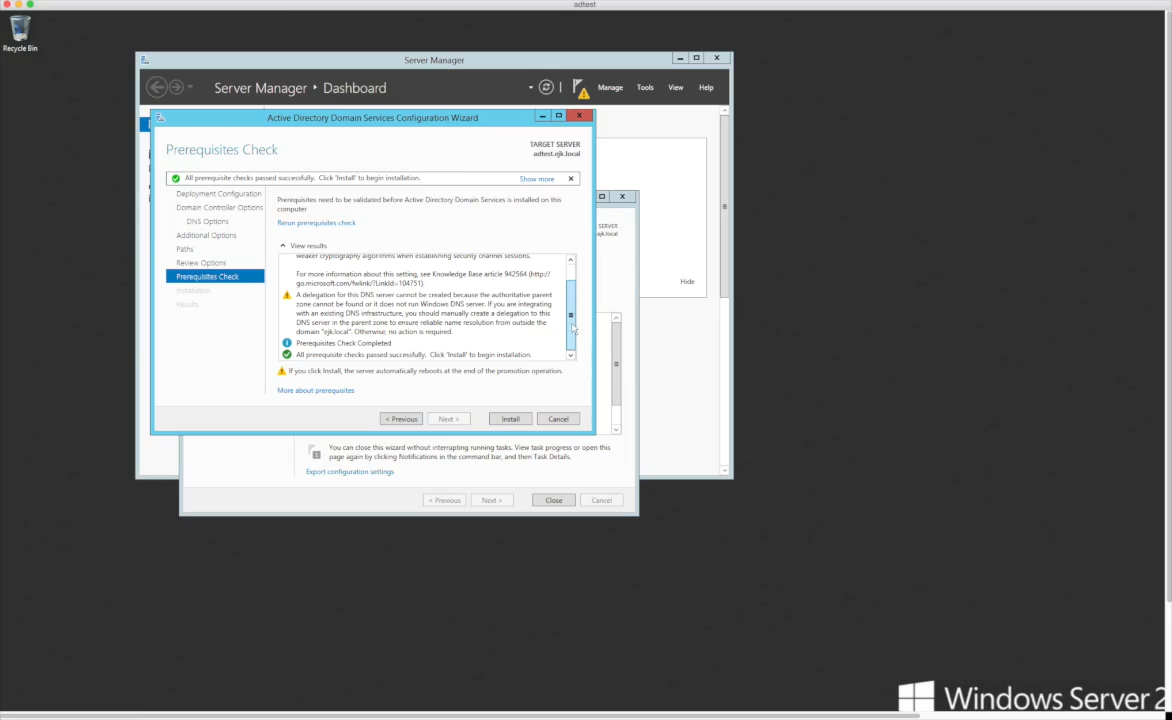 adtest
Recycle Bin
Server Manager
Server Manager ‣ Dashboard
Manage
Tools
View
Help
Active Directory Domain Services Configuration Wizard
Prerequisites Check
TARGET SERVER
adtest.ejk.local
All prerequisite checks passed successfully. Click 'Install' to begin installation.
Show more
Deployment Configuration
Domain Controller Options
DNS Options
Additional Options
Paths
Review Options
Prerequisites Check
Installation
Results
Prerequisites need to be validated before Active Directory Domain Services is installed on this
computer
Rerun prerequisites check
View results
weaker cryptography algorithms when establishing security channel sessions.
For more information about this setting, see Knowledge Base article 942564 (http://
go.microsoft.com/fwlink/?LinkId=104751).
A delegation for this DNS server cannot be created because the authoritative parent
zone cannot be found or it does not run Windows DNS server. If you are integrating
with an existing DNS infrastructure, you should manually create a delegation to this
DNS server in the parent zone to ensure reliable name resolution from outside the
domain "ejk.local". Otherwise, no action is required.
Prerequisites Check Completed
All prerequisite checks passed successfully. Click 'Install' to begin installation.
If you click Install, the server automatically reboots at the end of the promotion operation.
More about prerequisites
< Previous
Next >
Install
Cancel
SERVER
ejk.local
Hide
You can close this wizard without interrupting running tasks. View task progress or open this
page again by clicking Notifications in the command bar, and then Task Details.
Export configuration settings
< Previous
Next >
Close
Cancel
Windows Server 2